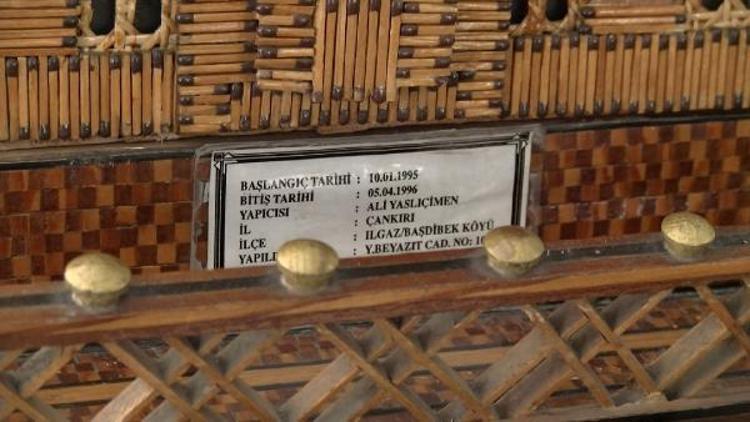 BAŞLANGIÇ TARİHİ : 10.01.1995
BİTİŞ TARİHİ : 05.04.1996
YAPICISI : ALİ YASLIÇİMEN
İL : ÇANKIRI
İLÇE : ILGAZ/BAŞDİBEK KÖYÜ
: Y.BEYAZIT CAD. NO: